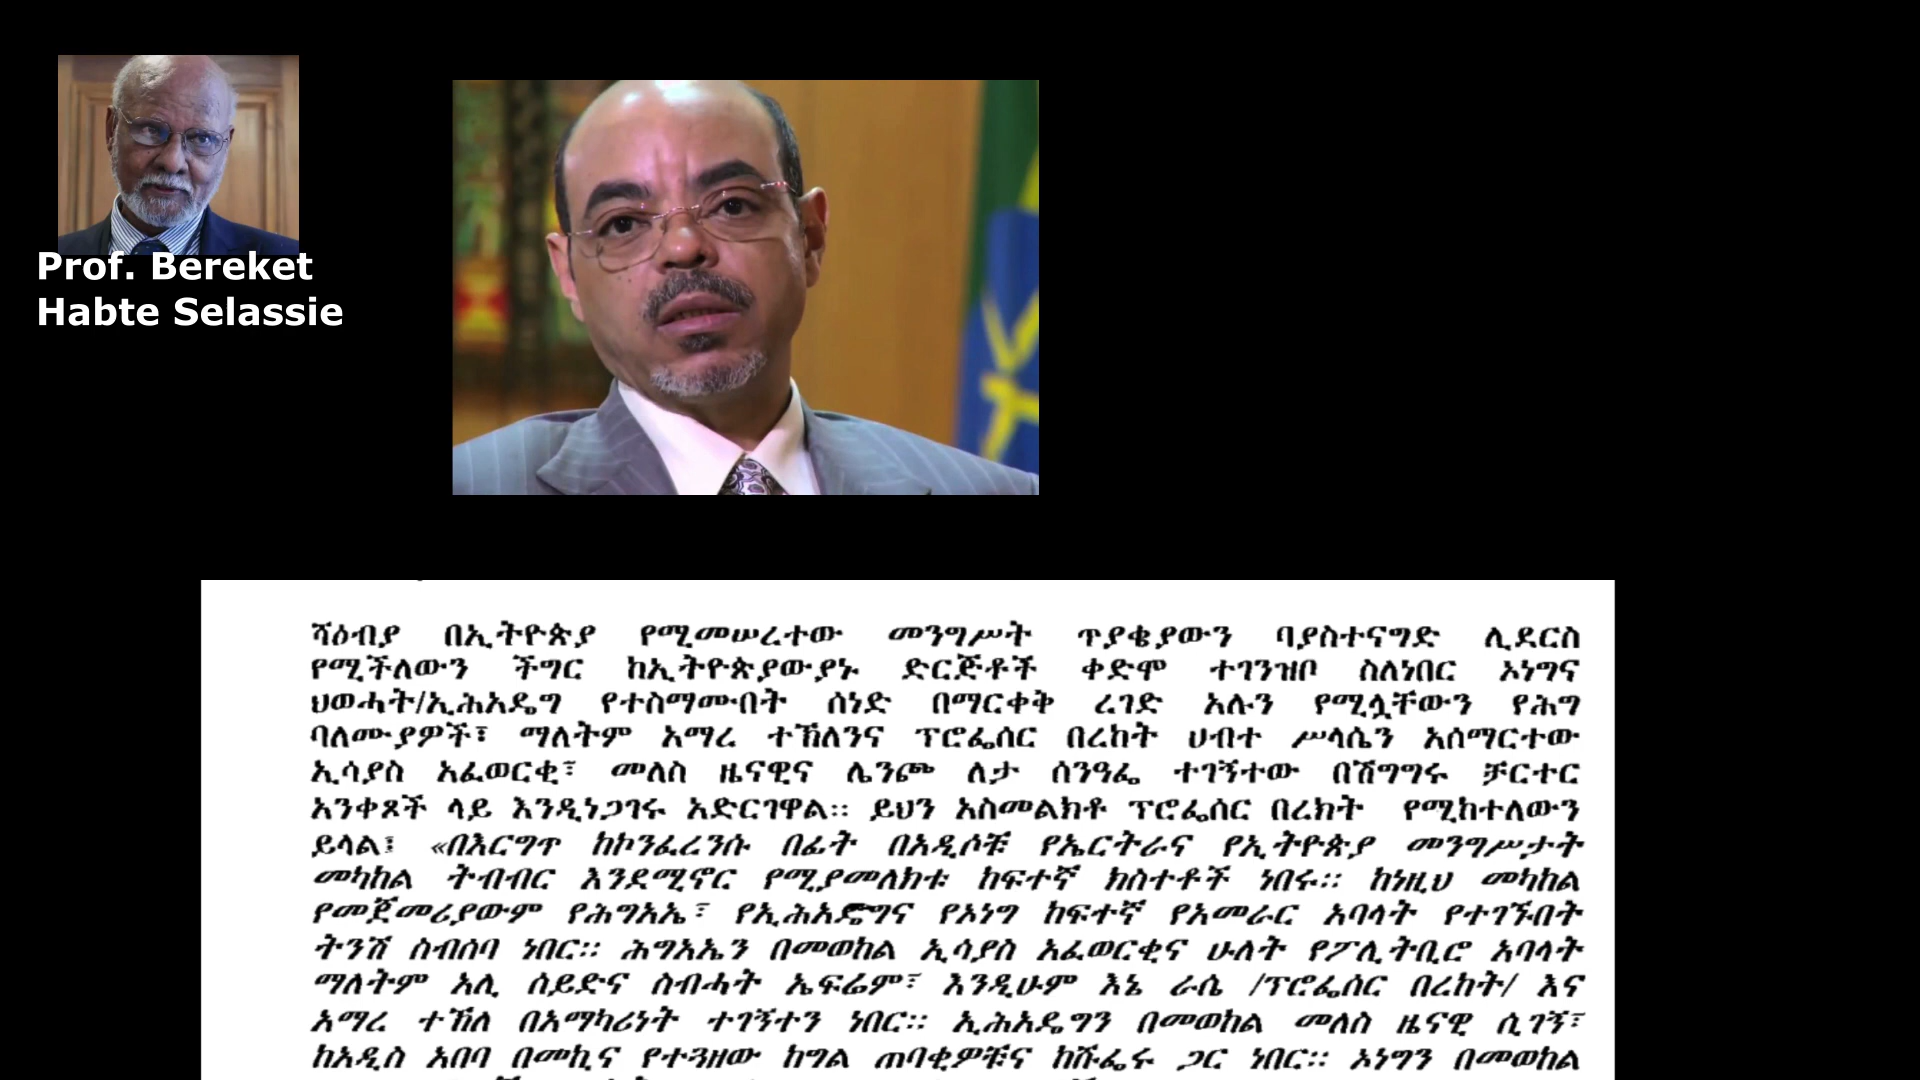 Prof. Bereket
Habte Selassie
ሻዕብያ በኢትዮጵያ የሚመሠረተው መንግሥት ጥያቄያውን ባያስተናግድ ሊደርስ
የሚችለውን ችግር ከኢትዮጵያውያኑ ድርጅቶች ቀድሞ ተገንዝቦ ስለነበር ኦነግና
ህወሓት/ኢሕአዴግ የተስማሙበት ሰነድ በማርቀቅ ረገድ አሉን የሚሏቸውን የሕግ
ባለሙያዎች፣ ማለትም አማረ ተኽለንና ፕሮፌሰር በረከት ሀብተ ሥላሴን አሰማርተው
ኢሳያስ አፈወርቂ፣ መለስ ዜናዊና ሌንጮ ለታ ሰንዓፌ ተገኝተው በሽግግሩ ቻርተር
አንቀጾች ላይ እንዲነጋገሩ አድርገዋል። ይህን አስመልክቶ ፕሮፌሰር በረከት የሚከተለውን
ይላል፤ «በእርግጥ ከኮንፈረንሱ በፊት በአዲሶቹ የኤርትራና የኢትዮጵያ መንግሥታት
መካከል ትብብር እንደሚኖር የሚያመለክቱ ከፍተኛ ክስተቶች ነበሩ። ከነዚህ መካከል
የመጀመሪያውም የሕግአኤ፣ የኢሕአዴግና የኦነግ ከፍተኛ የአመራር አባላት የተገኙበት
ትንሽ ስብሰባ ነበር። ሕግአኤን በመወከል ኢሳያስ አፈወርቂና ሁለት የፖሊትቢሮ አባላት
ማለትም አሊ ሰይድና ስብሓት ኤፍሬም፣ እንዲሁም እኔ ራሴ /ፕሮፌሰር በረከት/ እና
አማረ ተኸለ በአማካሪነት ተገኝተን ነበር። ኢሕአዴግን በመወከል መለስ ዜናዊ ሲገኝ፣
ከአዲስ አበባ በመኪና የተጓዘው ከግል ጠባቂዎቹና ከሹፌሩ ጋር ነበር። ኦነግን በመወከል